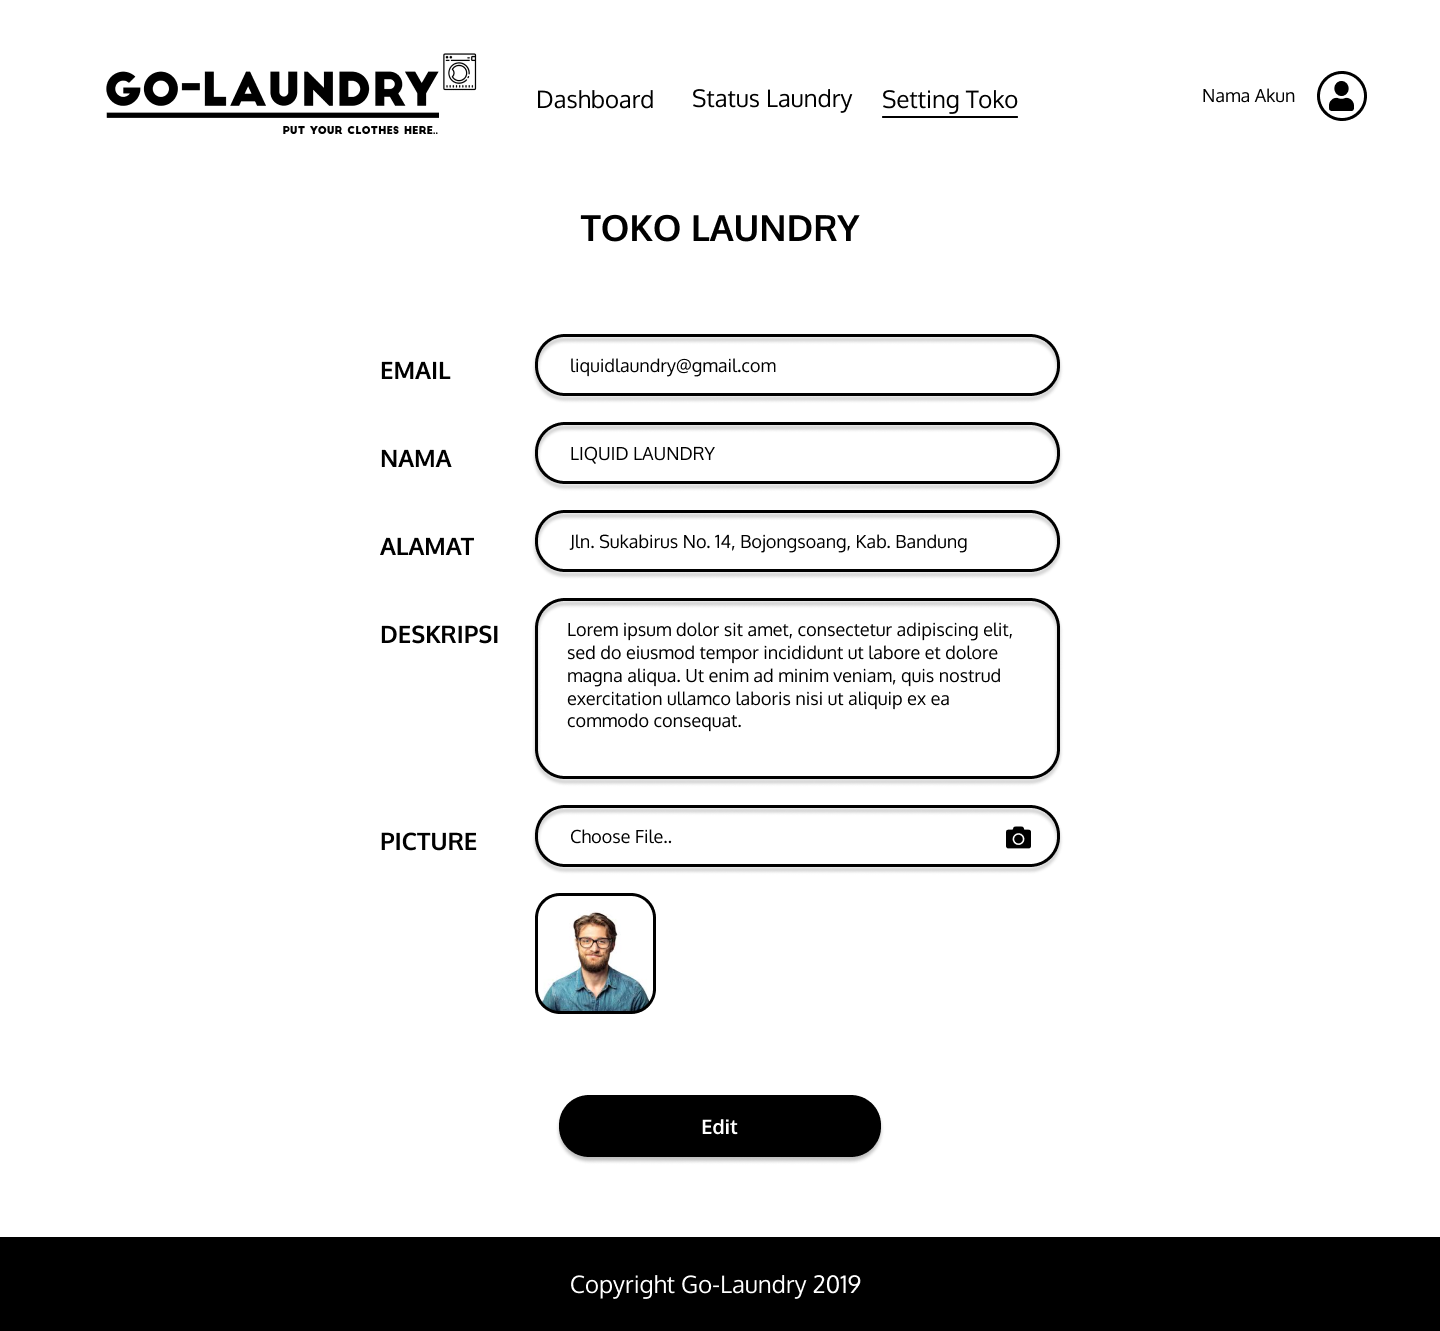 GO-LAUNDRY
PUT YOUR CLOTHES HERE..
Dashboard
Status Laundry
Setting Toko
Nama Akun
TOKO LAUNDRY
EMAIL
liquidlaundry@gmail.com
NAMA
LIQUID LAUNDRY
ALAMAT
Jln. Sukabirus No. 14, Bojongsoang, Kab. Bandung
DESKRIPSI
Lorem ipsum dolor sit amet, consectetur adipiscing elit,
sed do eiusmod tempor incididunt ut labore et dolore
magna aliqua. Ut enim ad minim veniam, quis nostrud
exercitation ullamco laboris nisi ut aliquip ex ea
commodo consequat.
PICTURE
Choose File..
Edit
Copyright Go-Laundry 2019